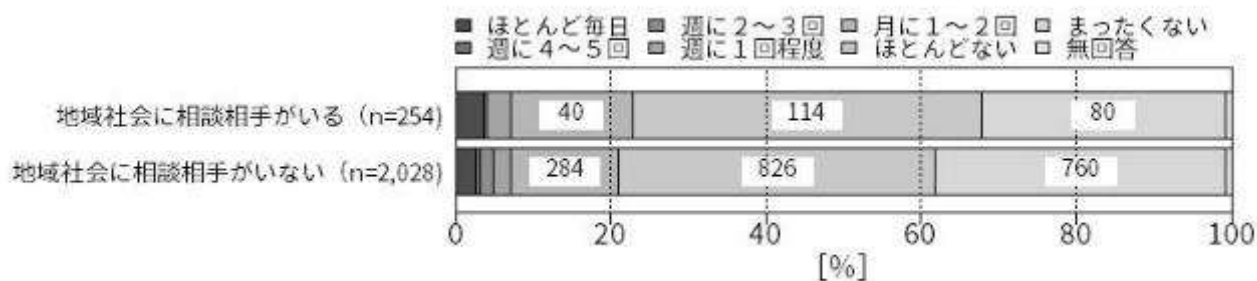 ■ ほとんど毎日 ■ 週に2〜3回 ■ 月に1〜2回 □ まったくない
■ 週に4〜5回 ■ 週に1回程度 ■ ほとんどない □ 無回答
地域社会に相談相手がいる（n=254） 40 114 80
地域社会に相談相手がいない（n=2,028） 284 826 760
0 20 40 60 80 100
[%]